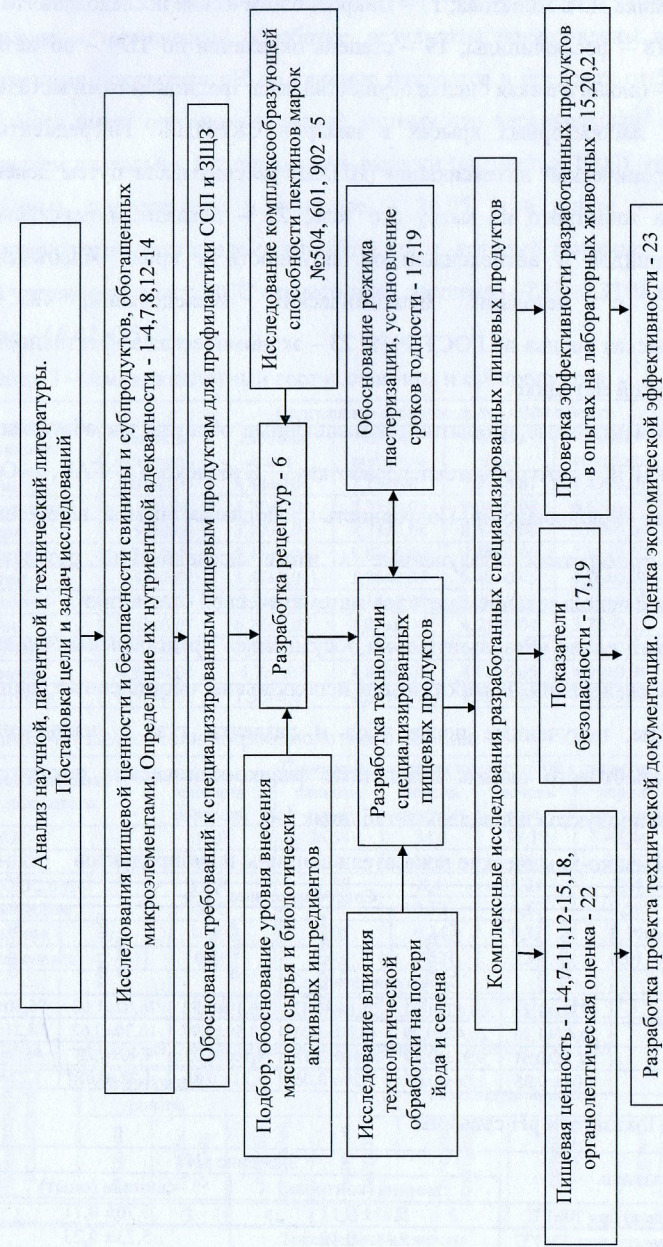 Анализ научной, патентной и технической литературы.
Постановка цели и задач исследований
Исследования пищевой ценности и безопасности свинины и субпродуктов, обогащенных
микроэлементами. Определение их нутриентной адекватности - 1-4,7,8,12-14
Обоснование требований к специализированным пищевым продуктам для профилактики ССП и ЗЩЗ
Подбор, обоснование уровня внесения
мясного сырья и биологически
активных ингредиентов
Разработка рецептур - 6
Исследование комплексообразующей
способности пектинов марок
№504, 601, 902 - 5
Исследование влияния
технологической
обработки на потери
йода и селена
Разработка технологии
специализированных
пищевых продуктов
Обоснование режима
пастеризации, установление
сроков годности - 17,19
Комплексные исследования разработанных специализированных пищевых продуктов
Пищевая ценность - 1-4,7-11,12-15,18,
органолептическая оценка - 22
Показатели
безопасности - 17,19
Проверка эффективности разработанных продуктов
в опытах на лабораторных животных - 15,20,21
Разработка проекта технической документации. Оценка экономической эффективности - 23